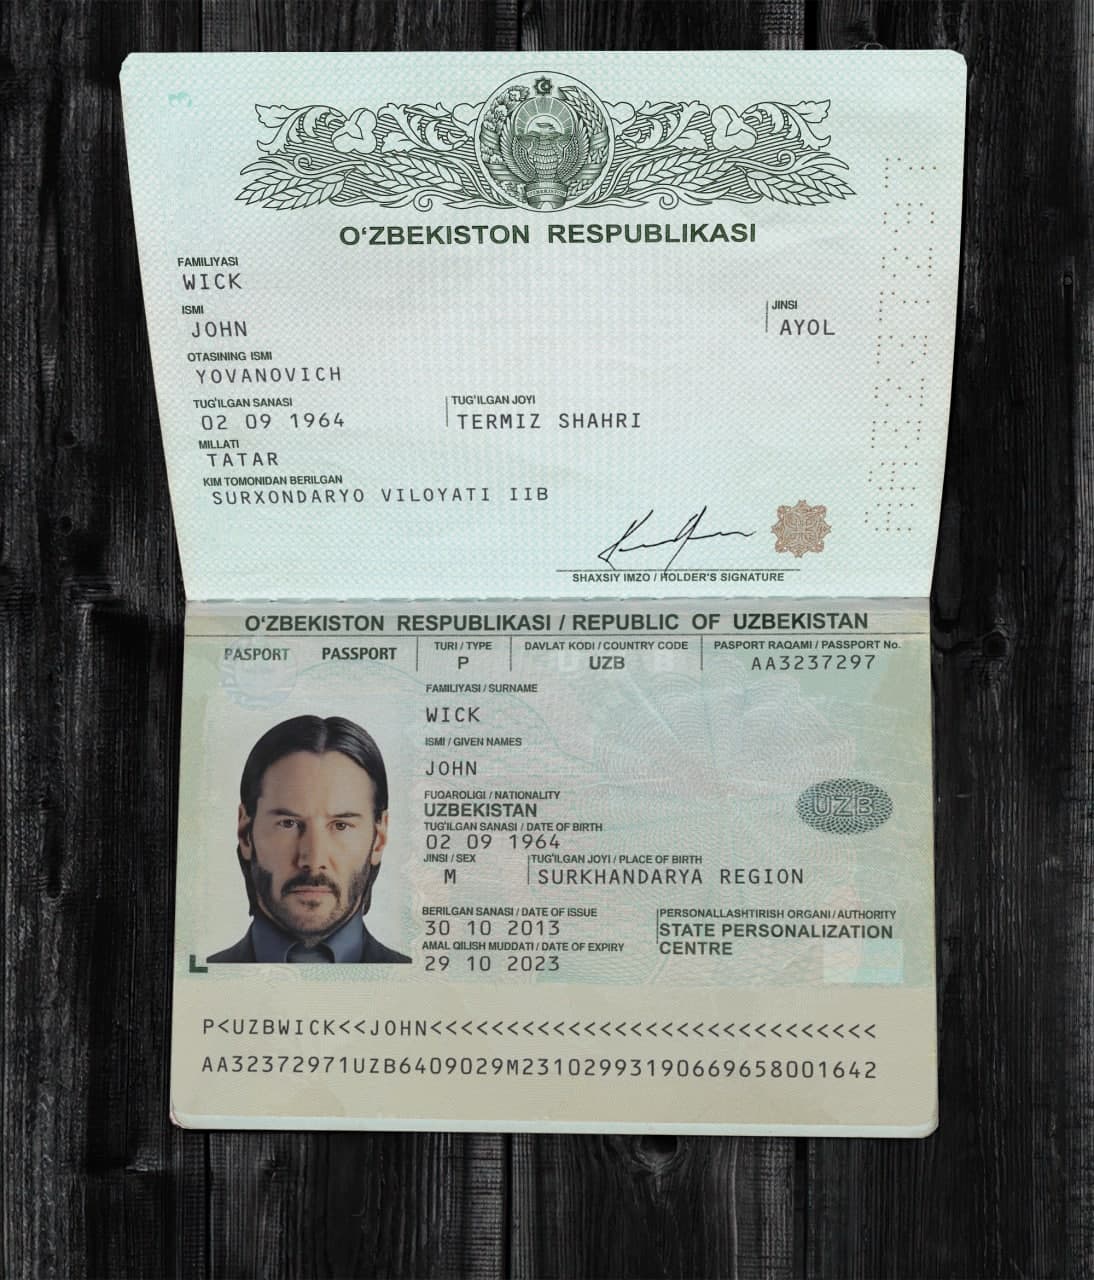 O‘ZBEKISTON RESPUBLIKASI
FAMILIYASI
WICK
ISMI
JOHN
JINSI
AYOL
OTASINING ISMI
YOVANOVICH
TUG'ILGAN SANASI
02 09 1964
TUG'ILGAN JOYI
TERMIZ SHAHRI
MILLATI
TATAR
KIM TOMONIDAN BERILGAN
SURXONDARYO VILOYATI IIB
SHAXSIY IMZO / HOLDER'S SIGNATURE
O‘ZBEKISTON RESPUBLIKASI / REPUBLIC OF UZBEKISTAN
PASPORT PASSPORT
TURI / TYPE
P
DAVLAT KODI / COUNTRY CODE
UZB
PASPORT RAQAMI / PASSPORT No.
AA3237297
FAMILIYASI / SURNAME
WICK
ISMI / GIVEN NAMES
JOHN
FUQAROLIGI / NATIONALITY
UZBEKISTAN
UZB
TUG'ILGAN SANASI / DATE OF BIRTH
02 09 1964
JINSI / SEX
M
TUG'ILGAN JOYI / PLACE OF BIRTH
SURKHANDARYA REGION
BERILGAN SANASI / DATE OF ISSUE
30 10 2013
AMAL QILISH MUDDATI / DATE OF EXPIRY
29 10 2023
PERSONALLASHTIRISH ORGANI / AUTHORITY
STATE PERSONALIZATION
CENTRE
P<UZBWICK<<JOHN<<<<<<<<<<<<<<<<<<<<<<<<<<<<<
AA32372971UZB6409029M23102993190669658001642